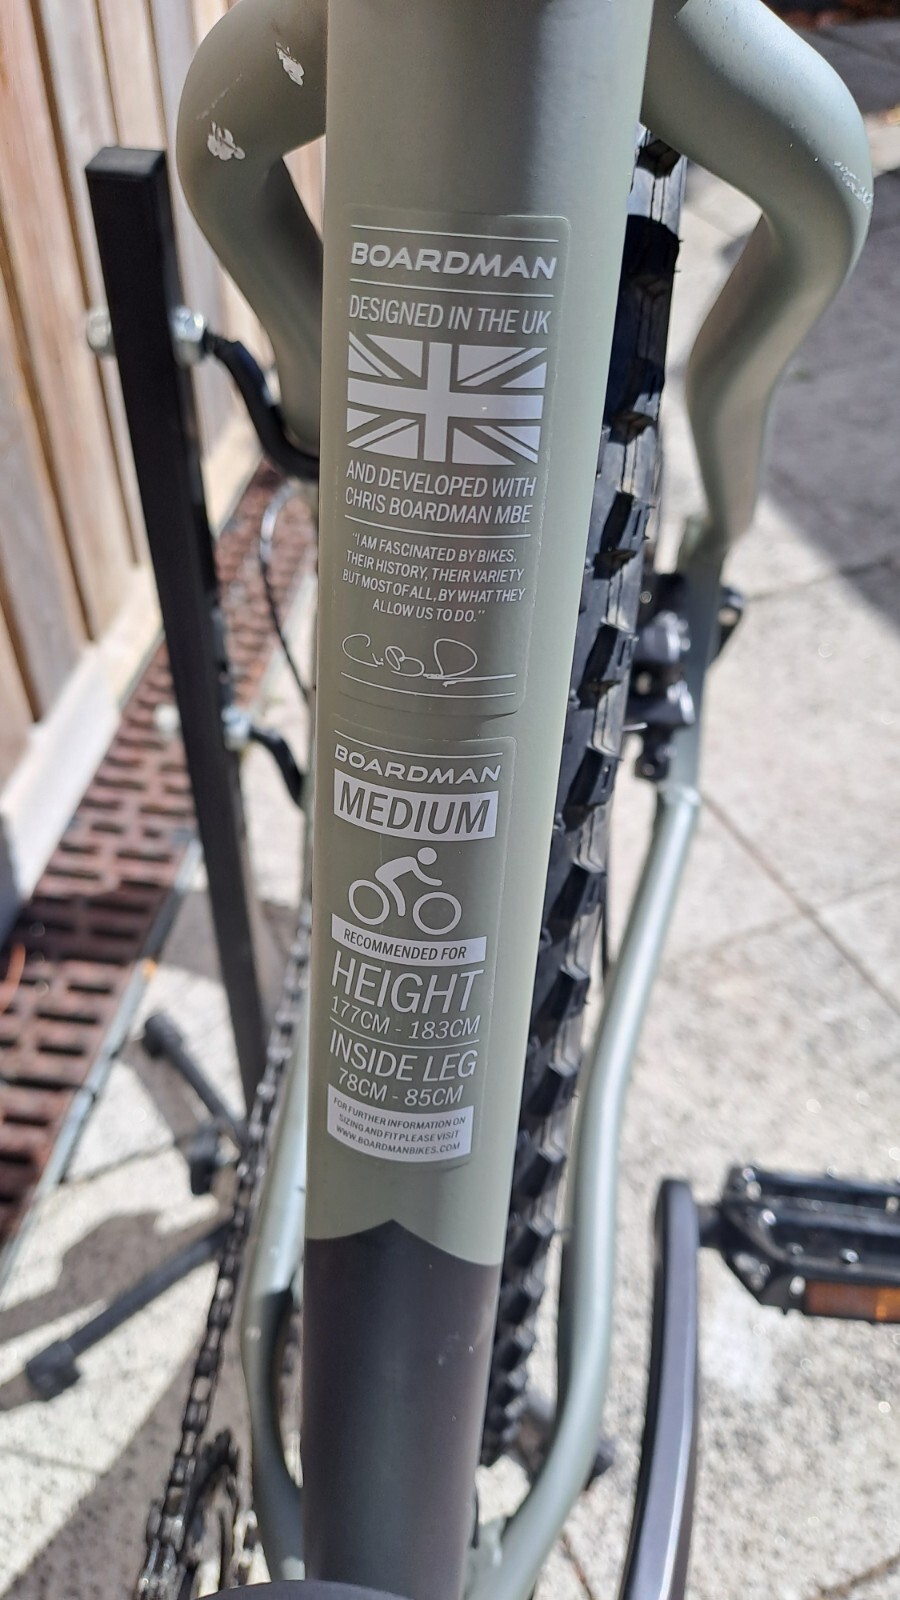 BOARDMAN
DESIGNED IN THE UK
AND DEVELOPED WITH
CHRIS BOARDMAN MBE
"I AM FASCINATED BY BIKES,
THEIR HISTORY, THEIR VARIETY
BUT MOST OF ALL, BY WHAT THEY
ALLOW US TO DO."
BOARDMAN
MEDIUM
RECOMMENDED FOR
HEIGHT
177CM - 183CM
INSIDE LEG
78CM - 85CM
FOR FURTHER INFORMATION ON
SIZING AND FIT PLEASE VISIT
WWW.BOARDMANBIKES.COM